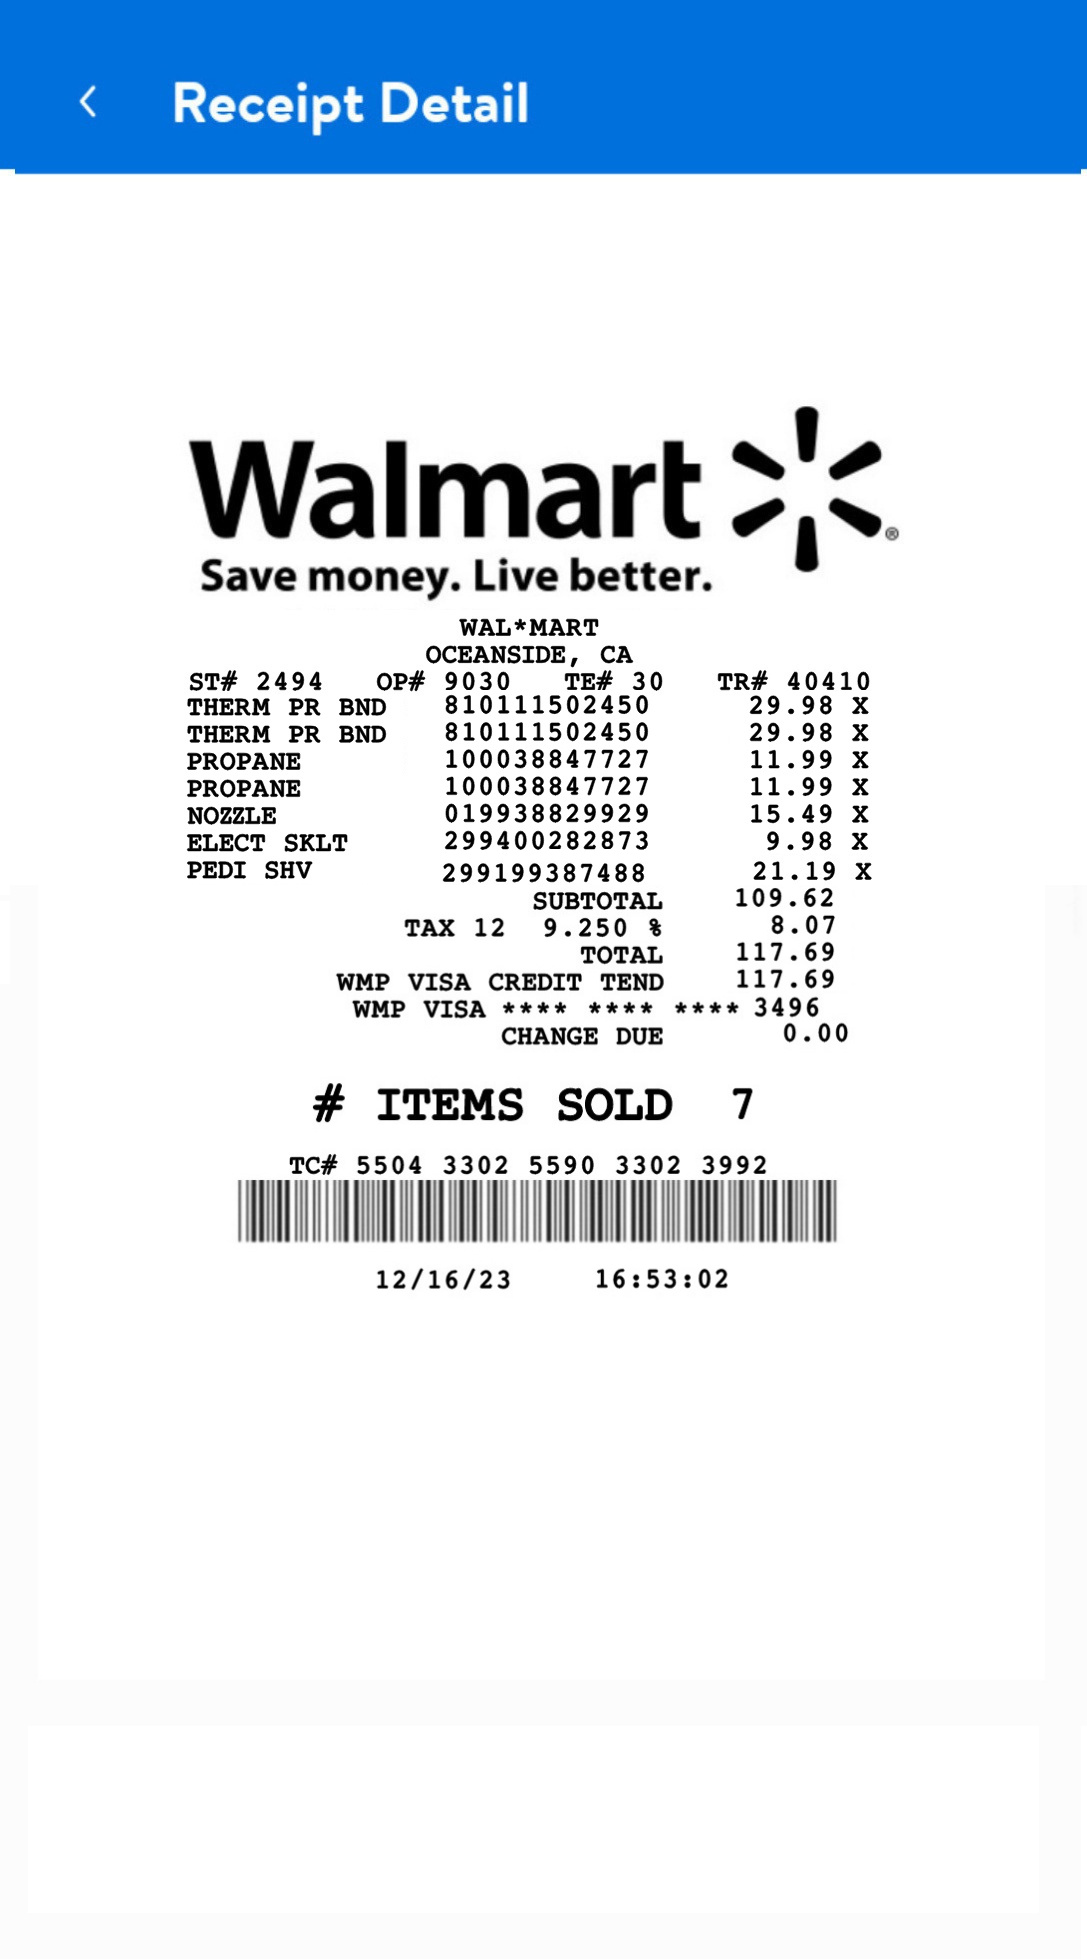 Receipt Detail
Walmart
Save money. Live better.
WAL*MART
OCEANSIDE, CA
ST# 2494 OP# 9030 TE# 30 TR# 40410
THERM PR BND 810111502450 29.98 X
THERM PR BND 810111502450 29.98 X
PROPANE 100038847727 11.99 X
PROPANE 100038847727 11.99 X
NOZZLE 019938829929 15.49 X
ELECT SKLT 299400282873 9.98 X
PEDI SHV 299199387488 21.19 X
SUBTOTAL 109.62
TAX 12 9.250 % 8.07
TOTAL 117.69
WMP VISA CREDIT TEND 117.69
WMP VISA **** **** **** 3496
CHANGE DUE 0.00
# ITEMS SOLD 7
TC# 5504 3302 5590 3302 3992
12/16/23 16:53:02